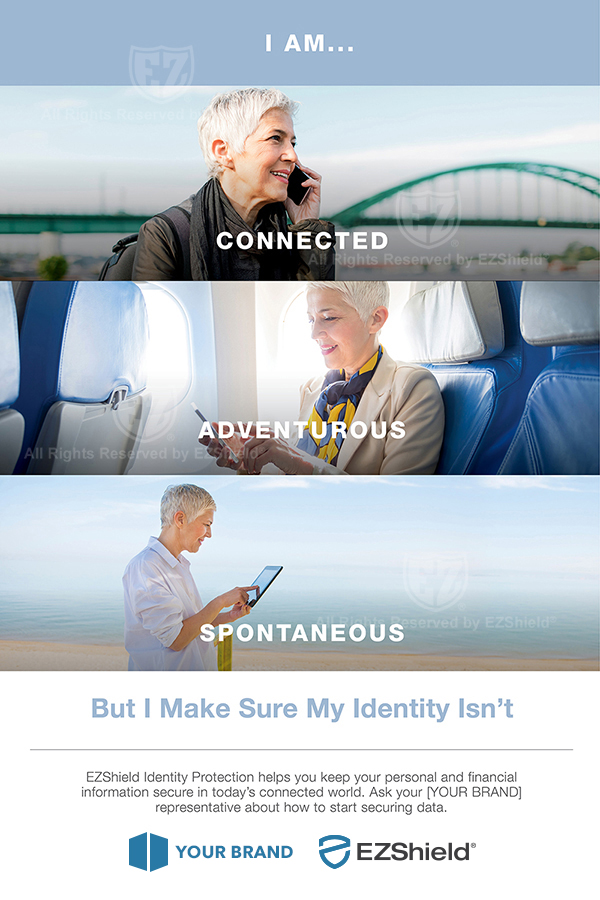 I AM...
EZ
All Rights Reserved by EZShield
CONNECTED
EZ
All Rights Reserved by EZShield
ADVENTUROUS
All Rights Reserved by EZShield
EZ
All Rights Reserved by EZShield
SPONTANEOUS
But I Make Sure My Identity Isn't
EZShield Identity Protection helps you keep your personal and financial
information secure in today's connected world. Ask your [YOUR BRAND]
representative about how to start securing data.
YOUR BRAND
EZShield®